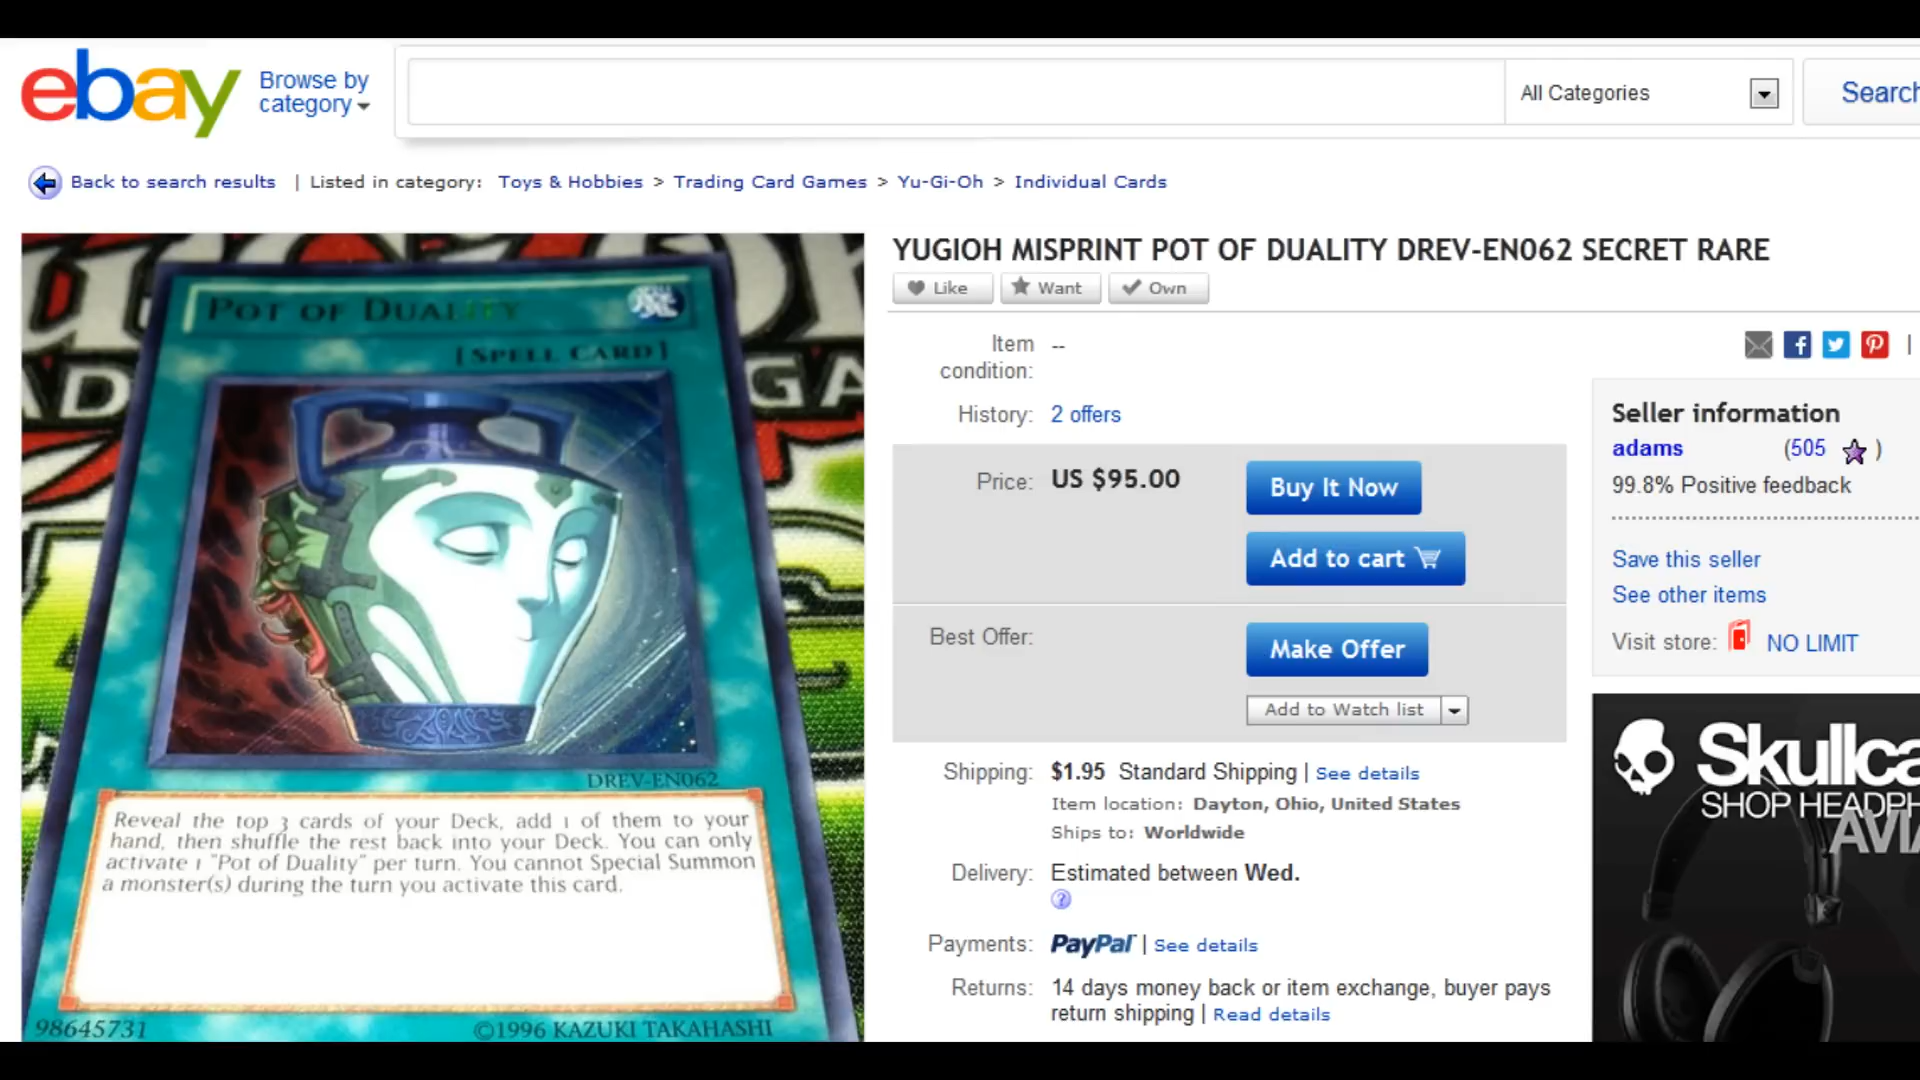 ebay
Browse by
category
All Categories
Search
Back to search results | Listed in category: Toys & Hobbies > Trading Card Games > Yu-Gi-Oh > Individual Cards
YUGIOH MISPRINT POT OF DUALITY DREV-EN062 SECRET RARE
Like
Want
Own
Item
condition:
--
History: 2 offers
Price: US $95.00
Buy It Now
Add to cart
Best Offer:
Make Offer
Add to Watch list
Shipping: $1.95 Standard Shipping | See details
Item location: Dayton, Ohio, United States
Ships to: Worldwide
Delivery: Estimated between Wed.
?
Payments: PayPal | See details
Returns: 14 days money back or item exchange, buyer pays
return shipping | Read details
Seller information
adams (505 )
99.8% Positive feedback
Save this seller
See other items
Visit store: NO LIMIT
Skullca
SHOP HEADPH
AVIA
POT OF DUALITY
[SPELL CARD]
DREV-EN062
Reveal the top 3 cards of your Deck, add 1 of them to your
hand, then shuffle the rest back into your Deck. You can only
activate 1 "Pot of Duality" per turn. You cannot Special Summon
a monster(s) during the turn you activate this card.
98645731
©1996 KAZUKI TAKAHASHI